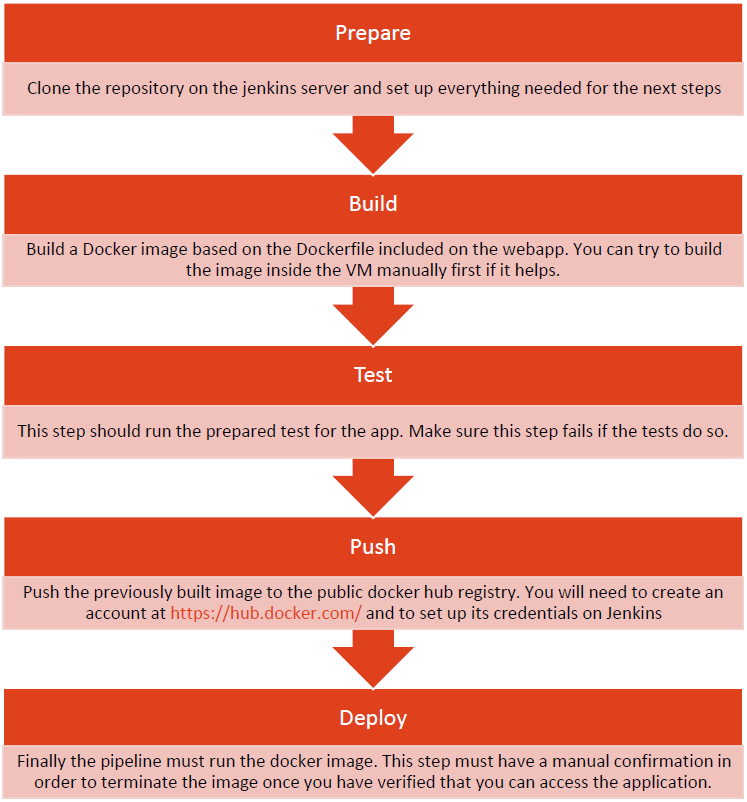 Prepare
Clone the repository on the jenkins server and set up everything needed for the next steps
Build
Build a Docker image based on the Dockerfile included on the webapp. You can try to build
the image inside the VM manually first if it helps.
Test
This step should run the prepared test for the app. Make sure this step fails if the tests do so.
Push
Push the previously built image to the public docker hub registry. You will need to create an
account at https://hub.docker.com/ and to set up its credentials on Jenkins
Deploy
Finally the pipeline must run the docker image. This step must have a manual confirmation in
order to terminate the image once you have verified that you can access the application.